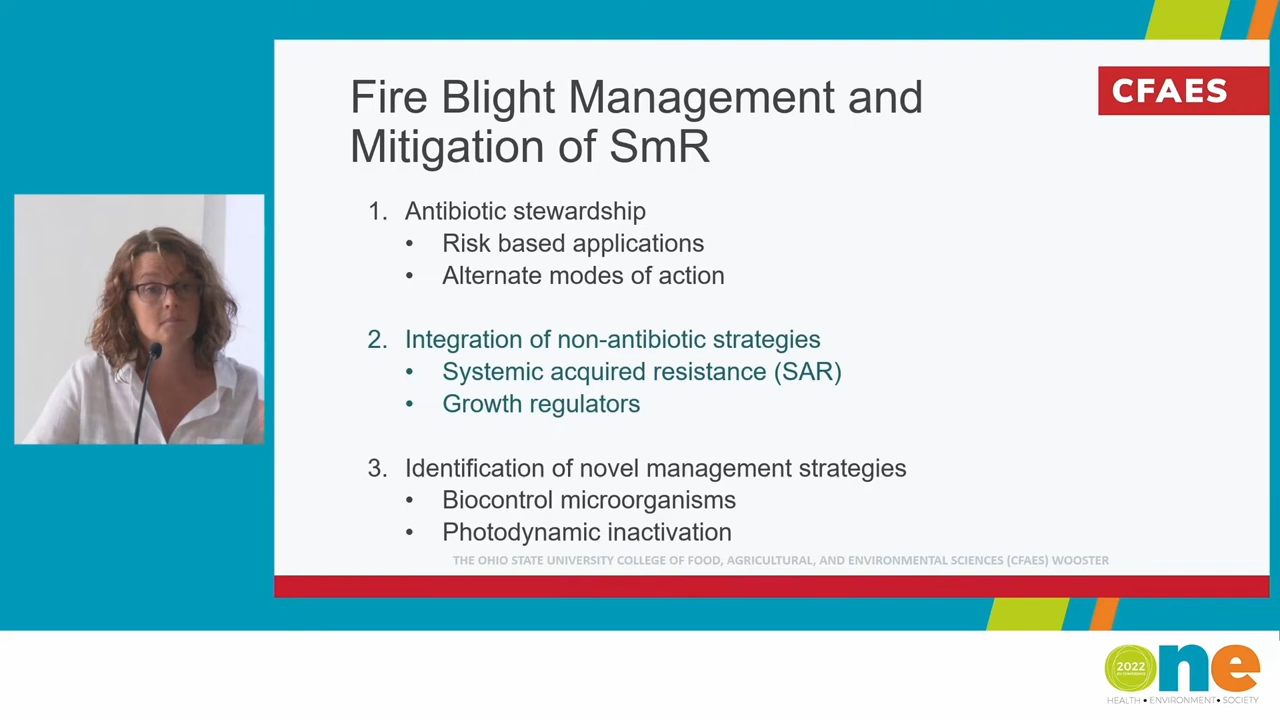 Fire Blight Management and
Mitigation of SmR
CFAES
1. Antibiotic stewardship
• Risk based applications
• Alternate modes of action
2. Integration of non-antibiotic strategies
• Systemic acquired resistance (SAR)
• Growth regulators
3. Identification of novel management strategies
• Biocontrol microorganisms
• Photodynamic inactivation
THE OHIO STATE UNIVERSITY COLLEGE OF FOOD, AGRICULTURAL, AND ENVIRONMENTAL SCIENCES (CFAES) WOOSTER
2022
one
HEALTH • ENVIRONMENT • SOCIETY